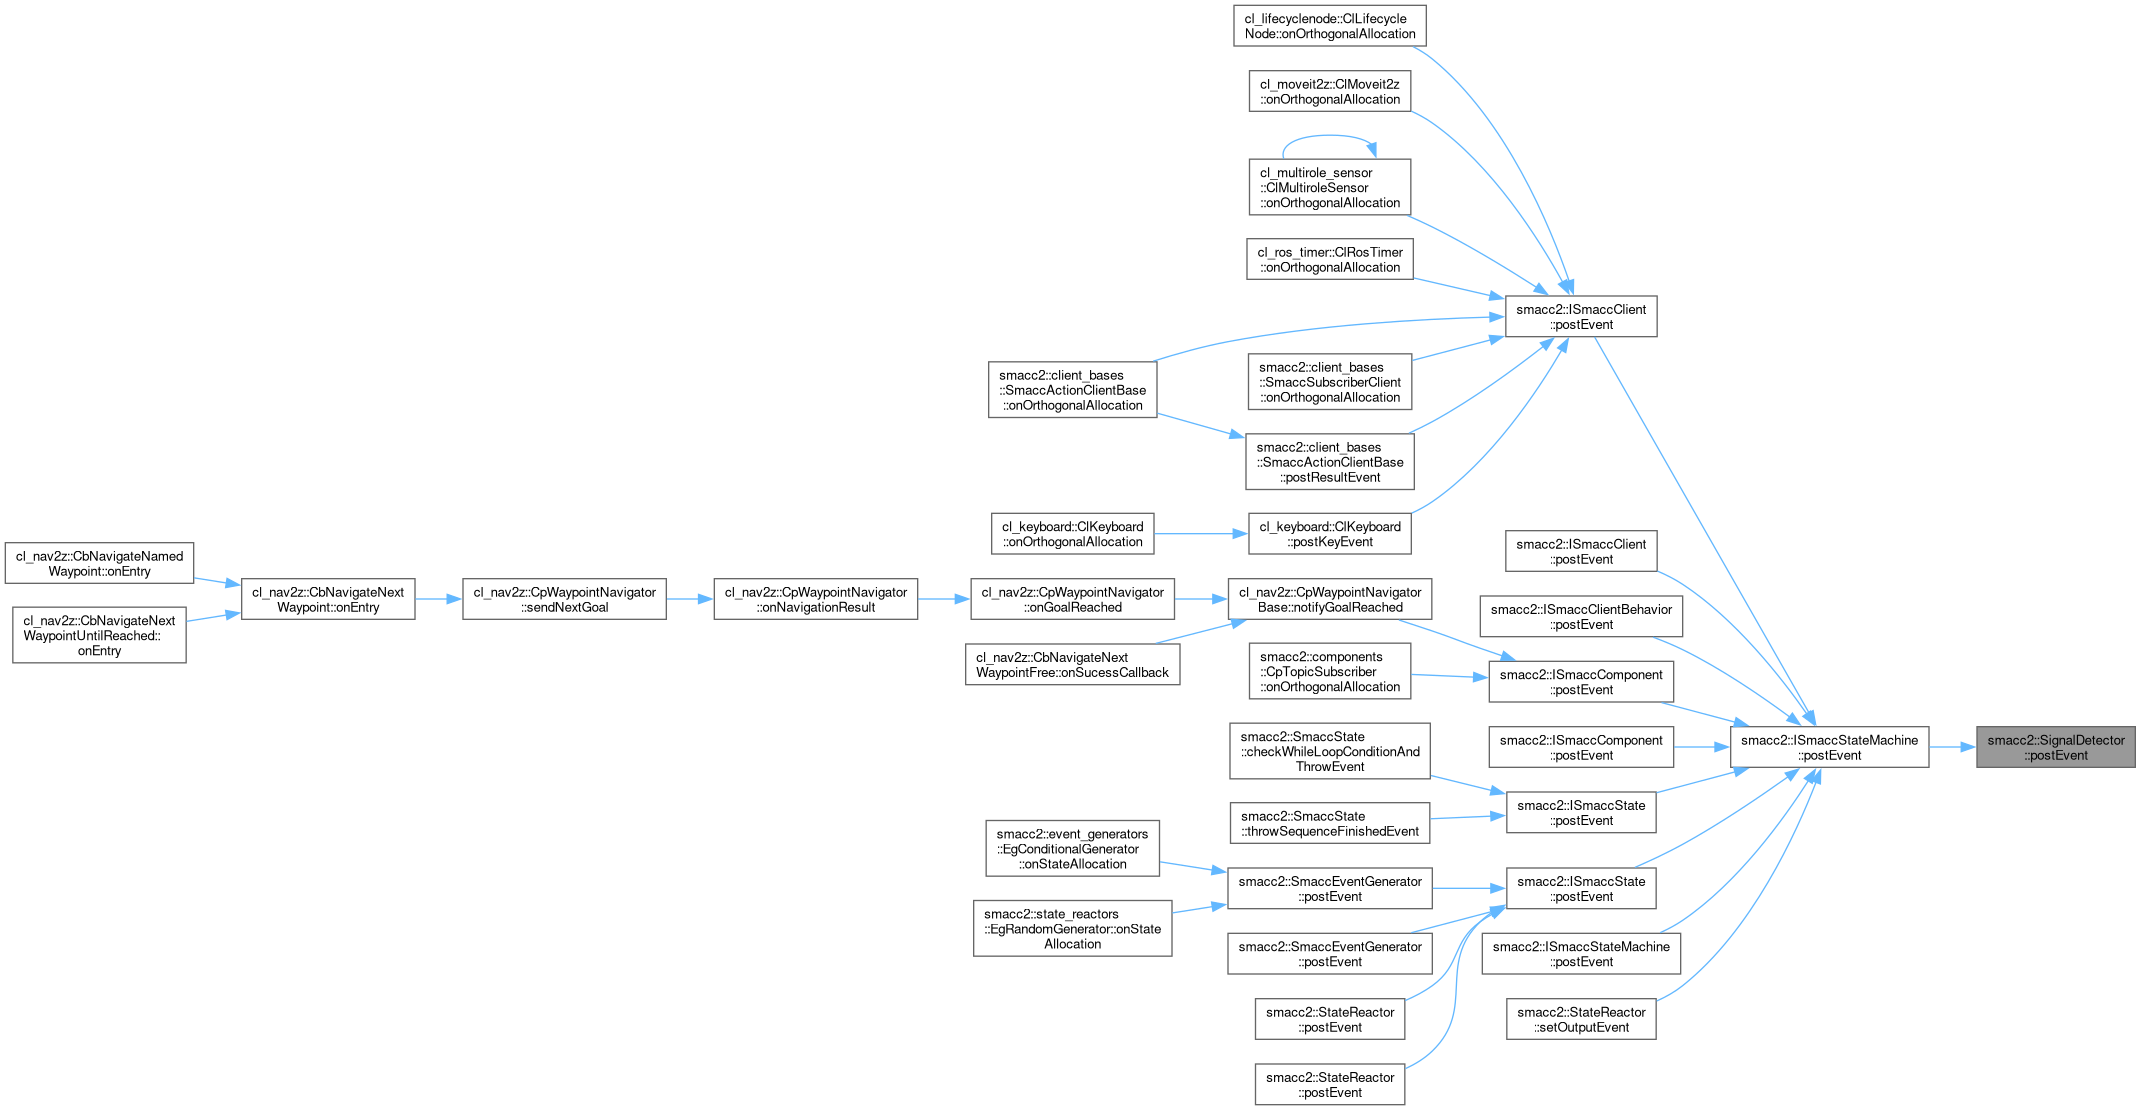 cl_lifecyclenode::ClLifecycle
Node::onOrthogonalAllocation
cl_moveit2z::ClMoveit2z
::onOrthogonalAllocation
cl_multirole_sensor
::ClMultiroleSensor
::onOrthogonalAllocation
cl_ros_timer::ClRosTimer
::onOrthogonalAllocation
smacc2::ISmaccClient
::postEvent
smacc2::client_bases
::SmaccActionClientBase
::onOrthogonalAllocation
smacc2::client_bases
::SmaccSubscriberClient
::onOrthogonalAllocation
smacc2::client_bases
::SmaccActionClientBase
::postResultEvent
cl_keyboard::ClKeyboard
::onOrthogonalAllocation
cl_keyboard::ClKeyboard
::postKeyEvent
smacc2::ISmaccClient
::postEvent
cl_nav2z::CbNavigateNamed
Waypoint::onEntry
cl_nav2z::CbNavigateNext
WaypointUntilReached::
onEntry
cl_nav2z::CbNavigateNext
Waypoint::onEntry
cl_nav2z::CpWaypointNavigator
::sendNextGoal
cl_nav2z::CpWaypointNavigator
::onNavigationResult
cl_nav2z::CpWaypointNavigator
::onGoalReached
cl_nav2z::CpWaypointNavigator
Base::notifyGoalReached
smacc2::ISmaccClientBehavior
::postEvent
cl_nav2z::CbNavigateNext
WaypointFree::onSucessCallback
smacc2::components
::CpTopicSubscriber
::onOrthogonalAllocation
smacc2::ISmaccComponent
::postEvent
smacc2::SmaccState
::checkWhileLoopConditionAnd
ThrowEvent
smacc2::ISmaccComponent
::postEvent
smacc2::ISmaccStateMachine
::postEvent
smacc2::SignalDetector
::postEvent
smacc2::SmaccState
::throwSequenceFinishedEvent
smacc2::ISmaccState
::postEvent
smacc2::event_generators
::EgConditionalGenerator
::onStateAllocation
smacc2::SmaccEventGenerator
::postEvent
smacc2::ISmaccState
::postEvent
smacc2::state_reactors
::EgRandomGenerator::onState
Allocation
smacc2::SmaccEventGenerator
::postEvent
smacc2::ISmaccStateMachine
::postEvent
smacc2::StateReactor
::postEvent
smacc2::StateReactor
::setOutputEvent
smacc2::StateReactor
::postEvent